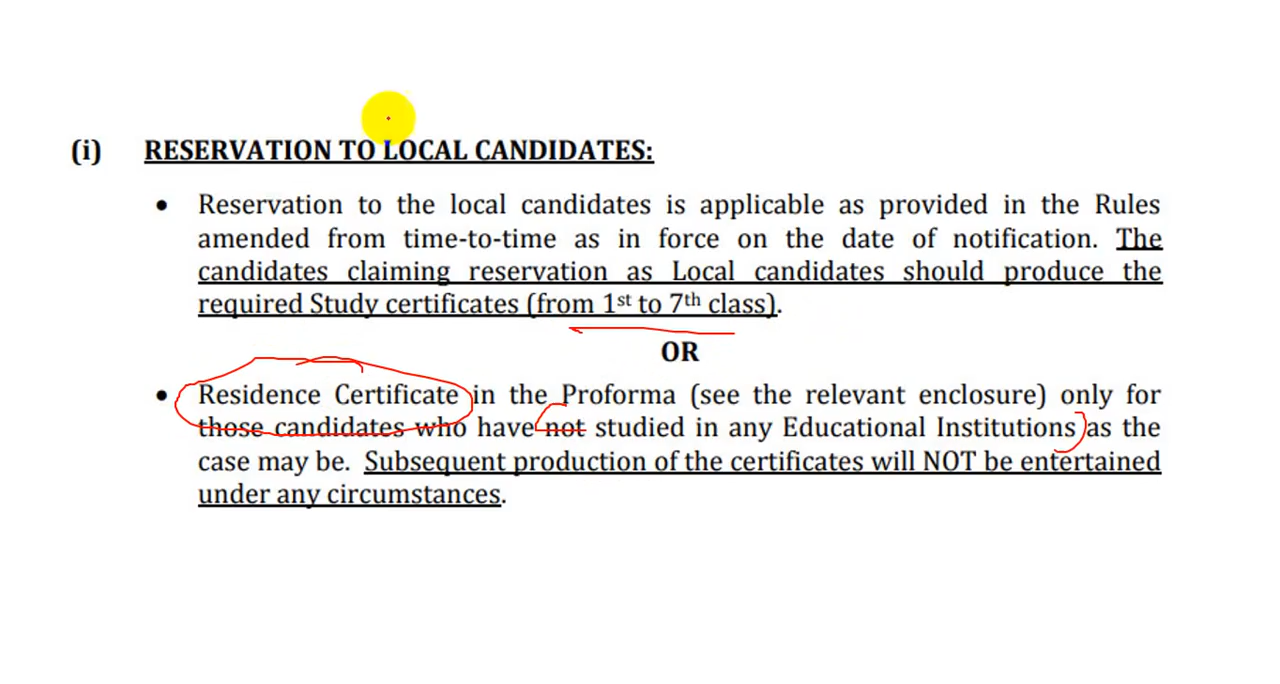 (i) RESERVATION TO LOCAL CANDIDATES:
• Reservation to the local candidates is applicable as provided in the Rules
amended from time-to-time as in force on the date of notification. The
candidates claiming reservation as Local candidates should produce the
required Study certificates (from 1st to 7th class).
OR
• Residence Certificate in the Proforma (see the relevant enclosure) only for
those candidates who have not studied in any Educational Institutions as the
case may be. Subsequent production of the certificates will NOT be entertained
under any circumstances.